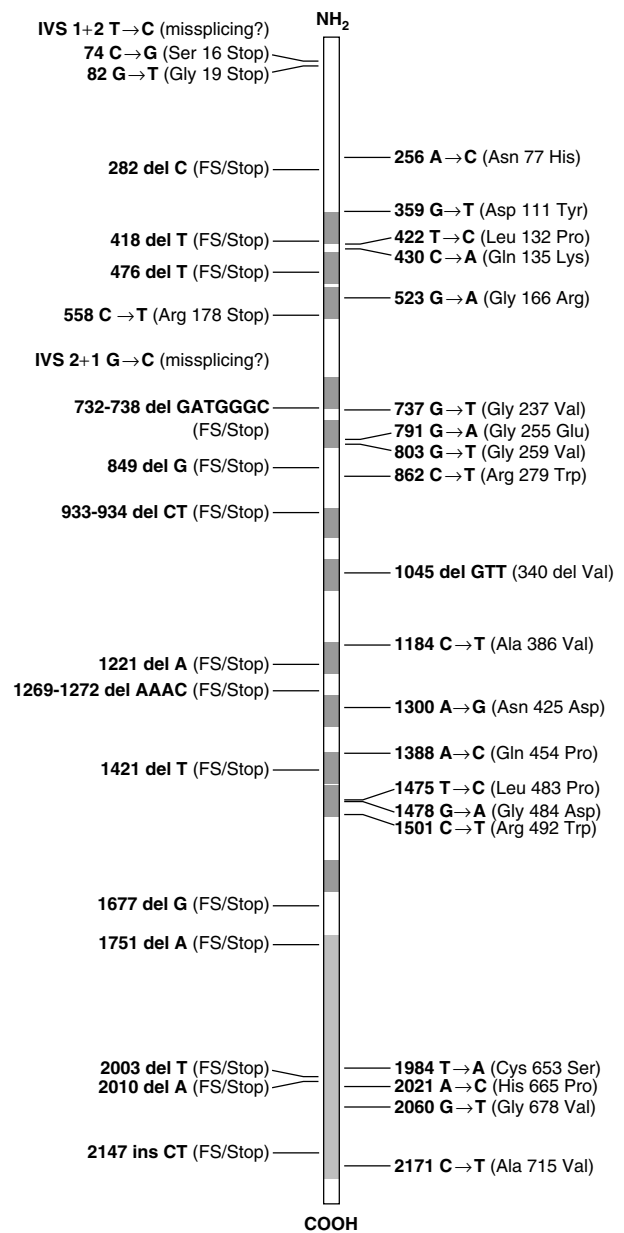 NH2
IVS 1+2 T→C (missplicing?)
74 C→G (Ser 16 Stop)
82 G→T (Gly 19 Stop)
282 del C (FS/Stop)
418 del T (FS/Stop)
476 del T (FS/Stop)
558 C →T (Arg 178 Stop)
IVS 2+1 G→C (missplicing?)
732-738 del GATGGGC
(FS/Stop)
849 del G (FS/Stop)
933-934 del CT (FS/Stop)
1221 del A (FS/Stop)
1269-1272 del AAAC (FS/Stop)
1421 del T (FS/Stop)
1677 del G (FS/Stop)
1751 del A (FS/Stop)
2003 del T (FS/Stop)
2010 del A (FS/Stop)
2147 ins CT (FS/Stop)
256 A→C (Asn 77 His)
359 G→T (Asp 111 Tyr)
422 T→C (Leu 132 Pro)
430 C→A (Gln 135 Lys)
523 G→A (Gly 166 Arg)
737 G→T (Gly 237 Val)
791 G→A (Gly 255 Glu)
803 G→T (Gly 259 Val)
862 C→T (Arg 279 Trp)
1045 del GTT (340 del Val)
1184 C→T (Ala 386 Val)
1300 A→G (Asn 425 Asp)
1388 A→C (Gln 454 Pro)
1475 T→C (Leu 483 Pro)
1478 G→A (Gly 484 Asp)
1501 C→T (Arg 492 Trp)
1984 T→A (Cys 653 Ser)
2021 A→C (His 665 Pro)
2060 G→T (Gly 678 Val)
2171 C→T (Ala 715 Val)
COOH